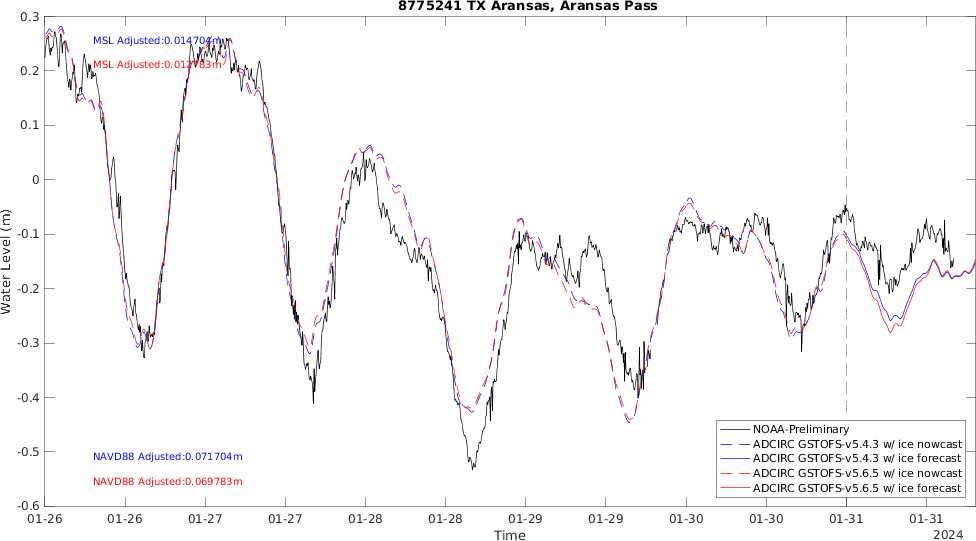 8775241 TX Aransas, Aransas Pass
MSL Adjusted:0.014704m
MSL Adjusted:0.012783m
0.3
0.2
0.1
0
-0.1
-0.2
-0.3
-0.4
-0.5
-0.6
Water Level (m)
NAVD88 Adjusted:0.071704m
NAVD88 Adjusted:0.069783m
NOAA-Preliminary
ADCIRC GSTOFS-v5.4.3 w/ ice nowcast
ADCIRC GSTOFS-v5.4.3 w/ ice forecast
ADCIRC GSTOFS-v5.6.5 w/ ice nowcast
ADCIRC GSTOFS-v5.6.5 w/ ice forecast
01-26 01-26 01-27 01-27 01-28 01-28 01-29 01-29 01-30 01-30 01-31 01-31
2024
Time